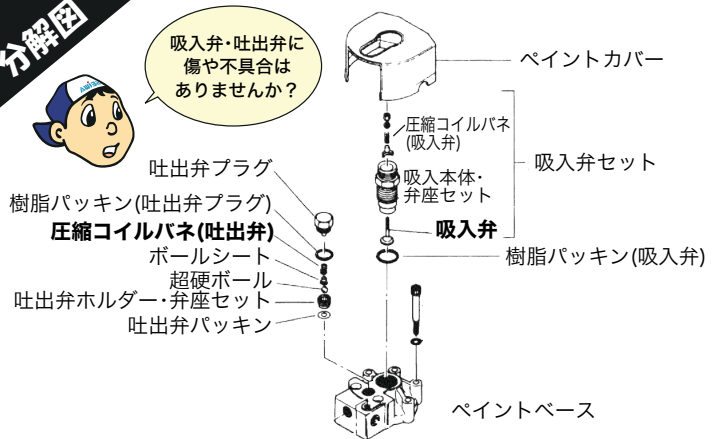 分解図
吸入弁・吐出弁に
傷や不具合は
ありませんか？
ペイントカバー
圧縮コイルバネ
(吸入弁)
吸入弁セット
吸入本体・
弁座セット
吸入弁
樹脂パッキン(吸入弁)
吐出弁プラグ
樹脂パッキン(吐出弁プラグ)
圧縮コイルバネ(吐出弁)
ボールシート
超硬ボール
吐出弁ホルダー・弁座セット
吐出弁パッキン
ペイントベース